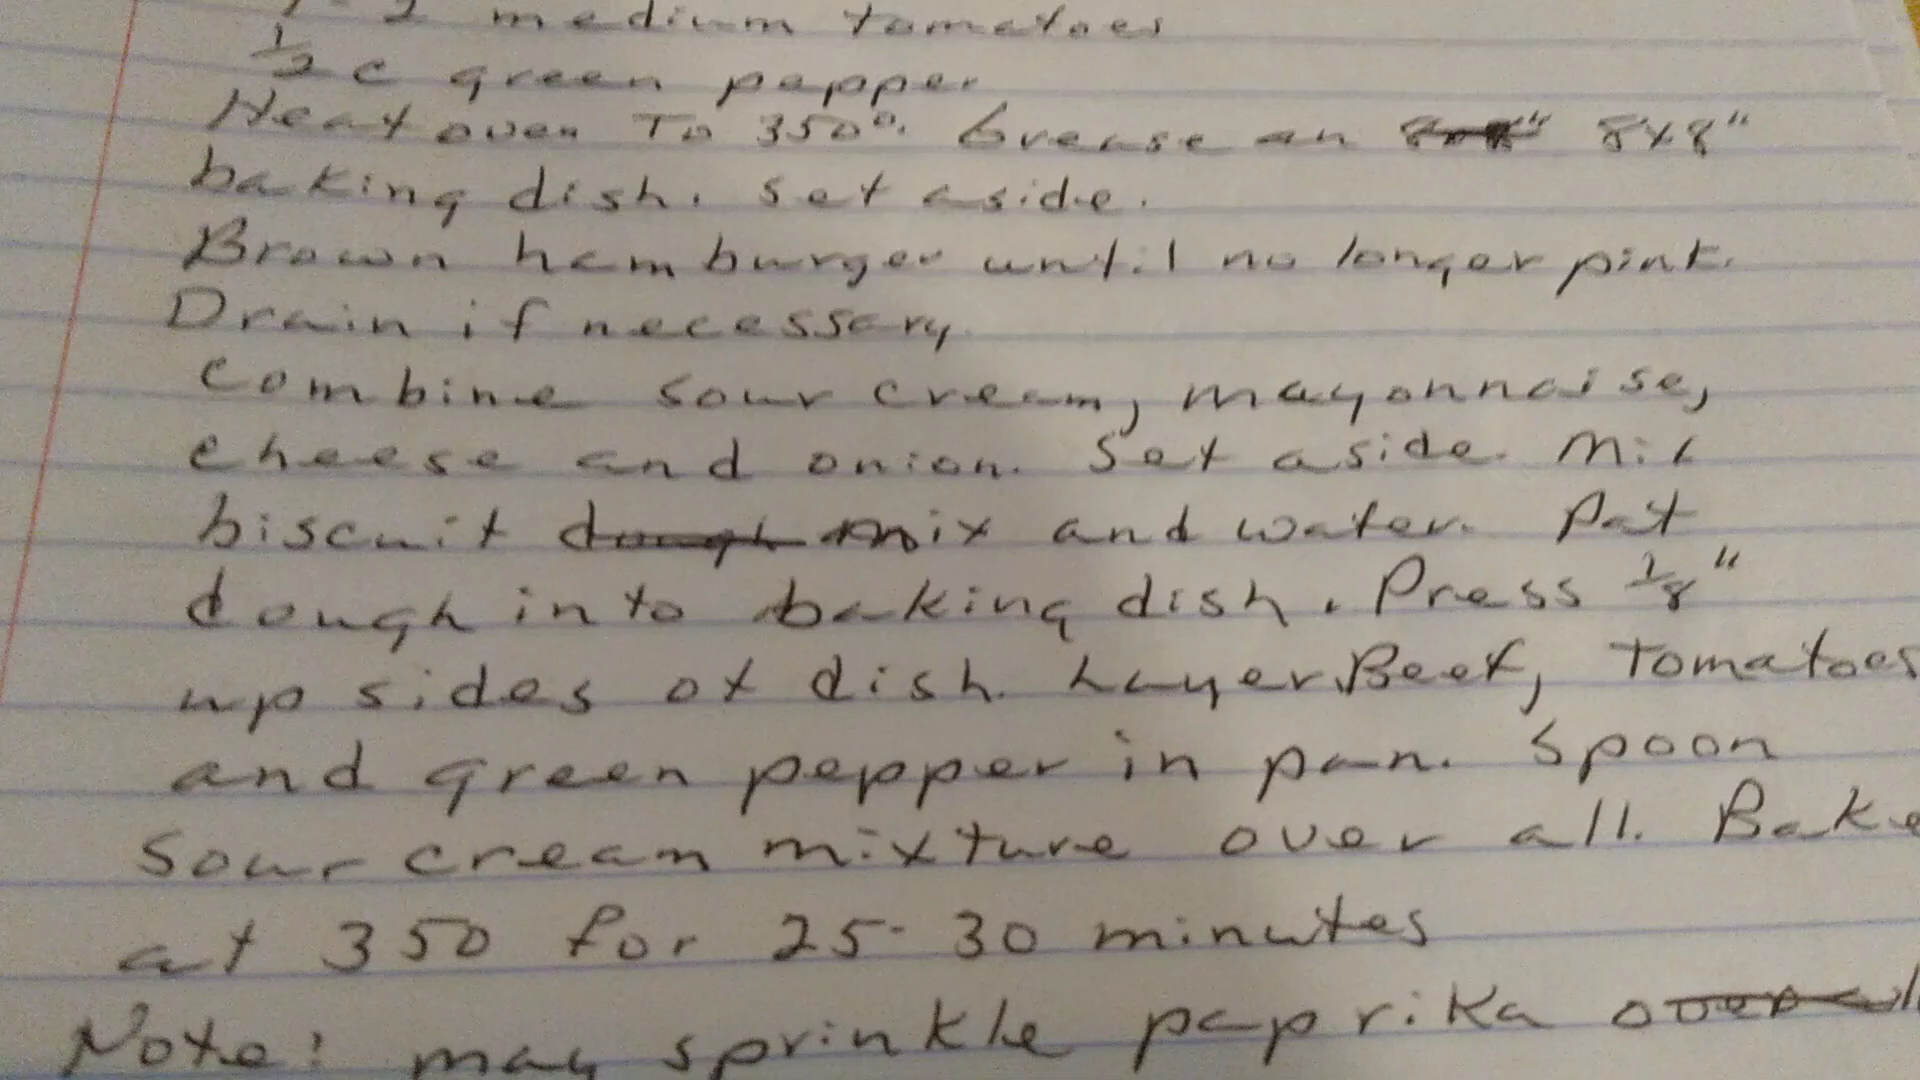 2 medium tomatoes
1/2 c green pepper
Heat oven To 350°. Grease an 8x8"
baking dish. Set aside.
Brown hamburger until no longer pink.
Drain if necessary
Combine sour cream, mayonnaise,
cheese and onion. Set aside. Mix
biscuit dough mix and water. Pat
dough into baking dish. Press 1/8"
up sides of dish. Layer Beef, Tomatoes
and green pepper in pan. Spoon
Sour cream mixture over all. Bake
at 350 for 25-30 minutes
Note: may sprinkle paprika over all